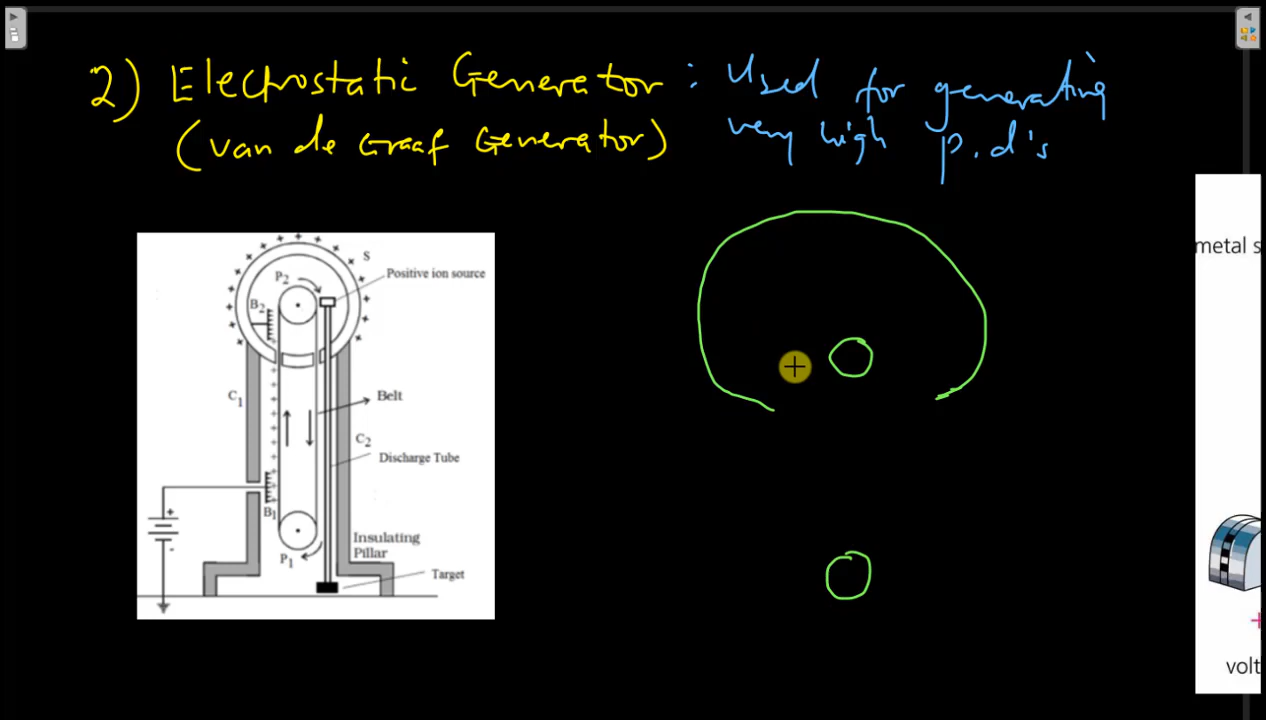 2) Electrostatic Generator : Used for generating
(van de Graaf Generator) very high p.d's
S
P2
Positive ion source
B2
C1
Belt
C2
Discharge Tube
B1
+
-
P1
Insulating
Pillar
Target
metal s
+
volt